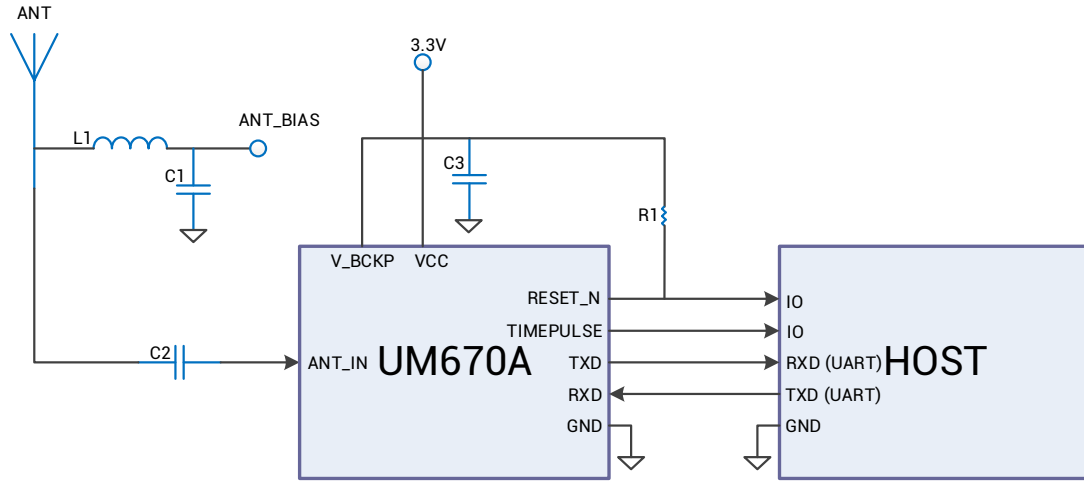 ANT
3.3V
L1
ANT_BIAS
C1
C3
R1
V_BCKP
VCC
RESET_N
IO
TIMEPULSE
IO
C2
ANT_IN
UM670A
TXD
RXD (UART)
HOST
RXD
TXD (UART)
GND
GND